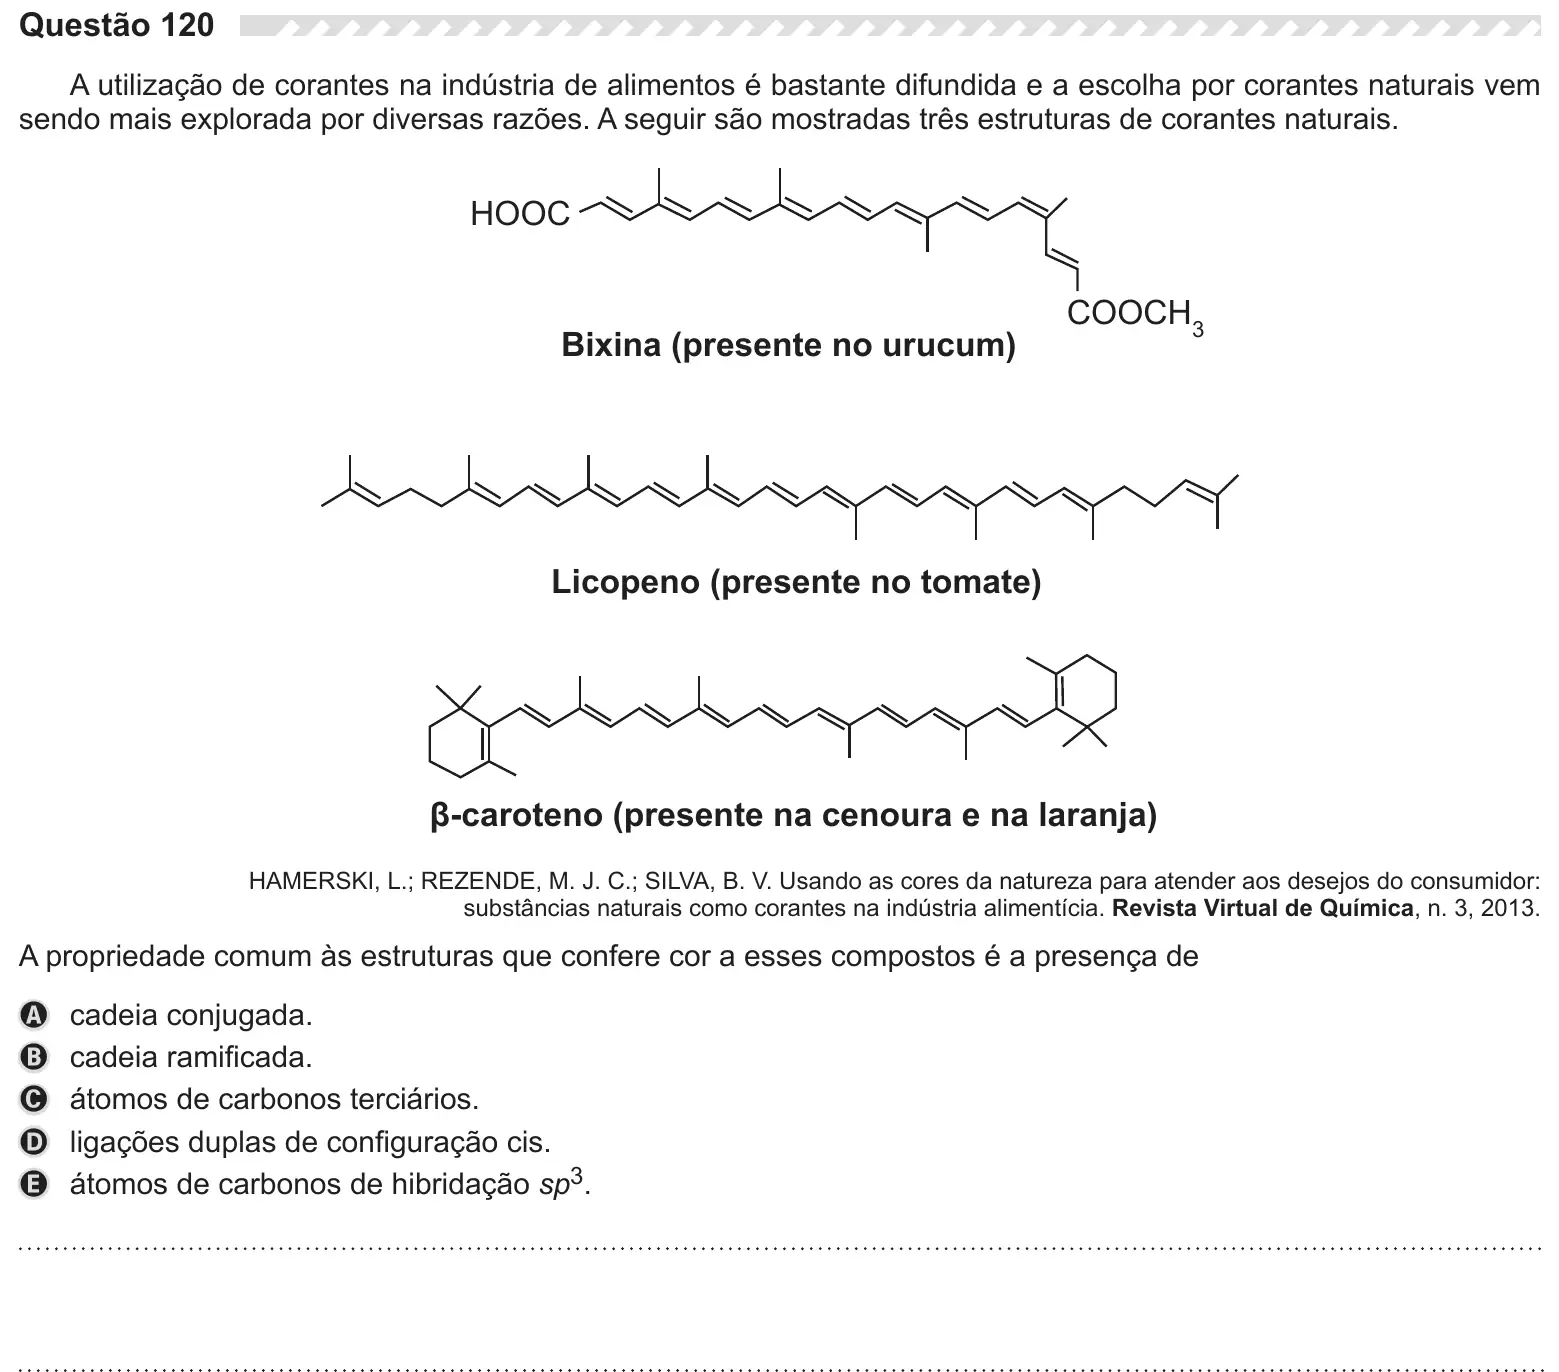 Questão 120
A utilização de corantes na indústria de alimentos é bastante difundida e a escolha por corantes naturais vem
sendo mais explorada por diversas razões. A seguir são mostradas três estruturas de corantes naturais.
HOOC
COOCH3
Bixina (presente no urucum)
Licopeno (presente no tomate)
β-caroteno (presente na cenoura e na laranja)
HAMERSKI, L.; REZENDE, M. J. C.; SILVA, B. V. Usando as cores da natureza para atender aos desejos do consumidor:
substâncias naturais como corantes na indústria alimentícia. Revista Virtual de Química, n. 3, 2013.
A propriedade comum às estruturas que confere cor a esses compostos é a presença de
A cadeia conjugada.
B cadeia ramificada.
C átomos de carbonos terciários.
D ligações duplas de configuração cis.
E átomos de carbonos de hibridação sp3.